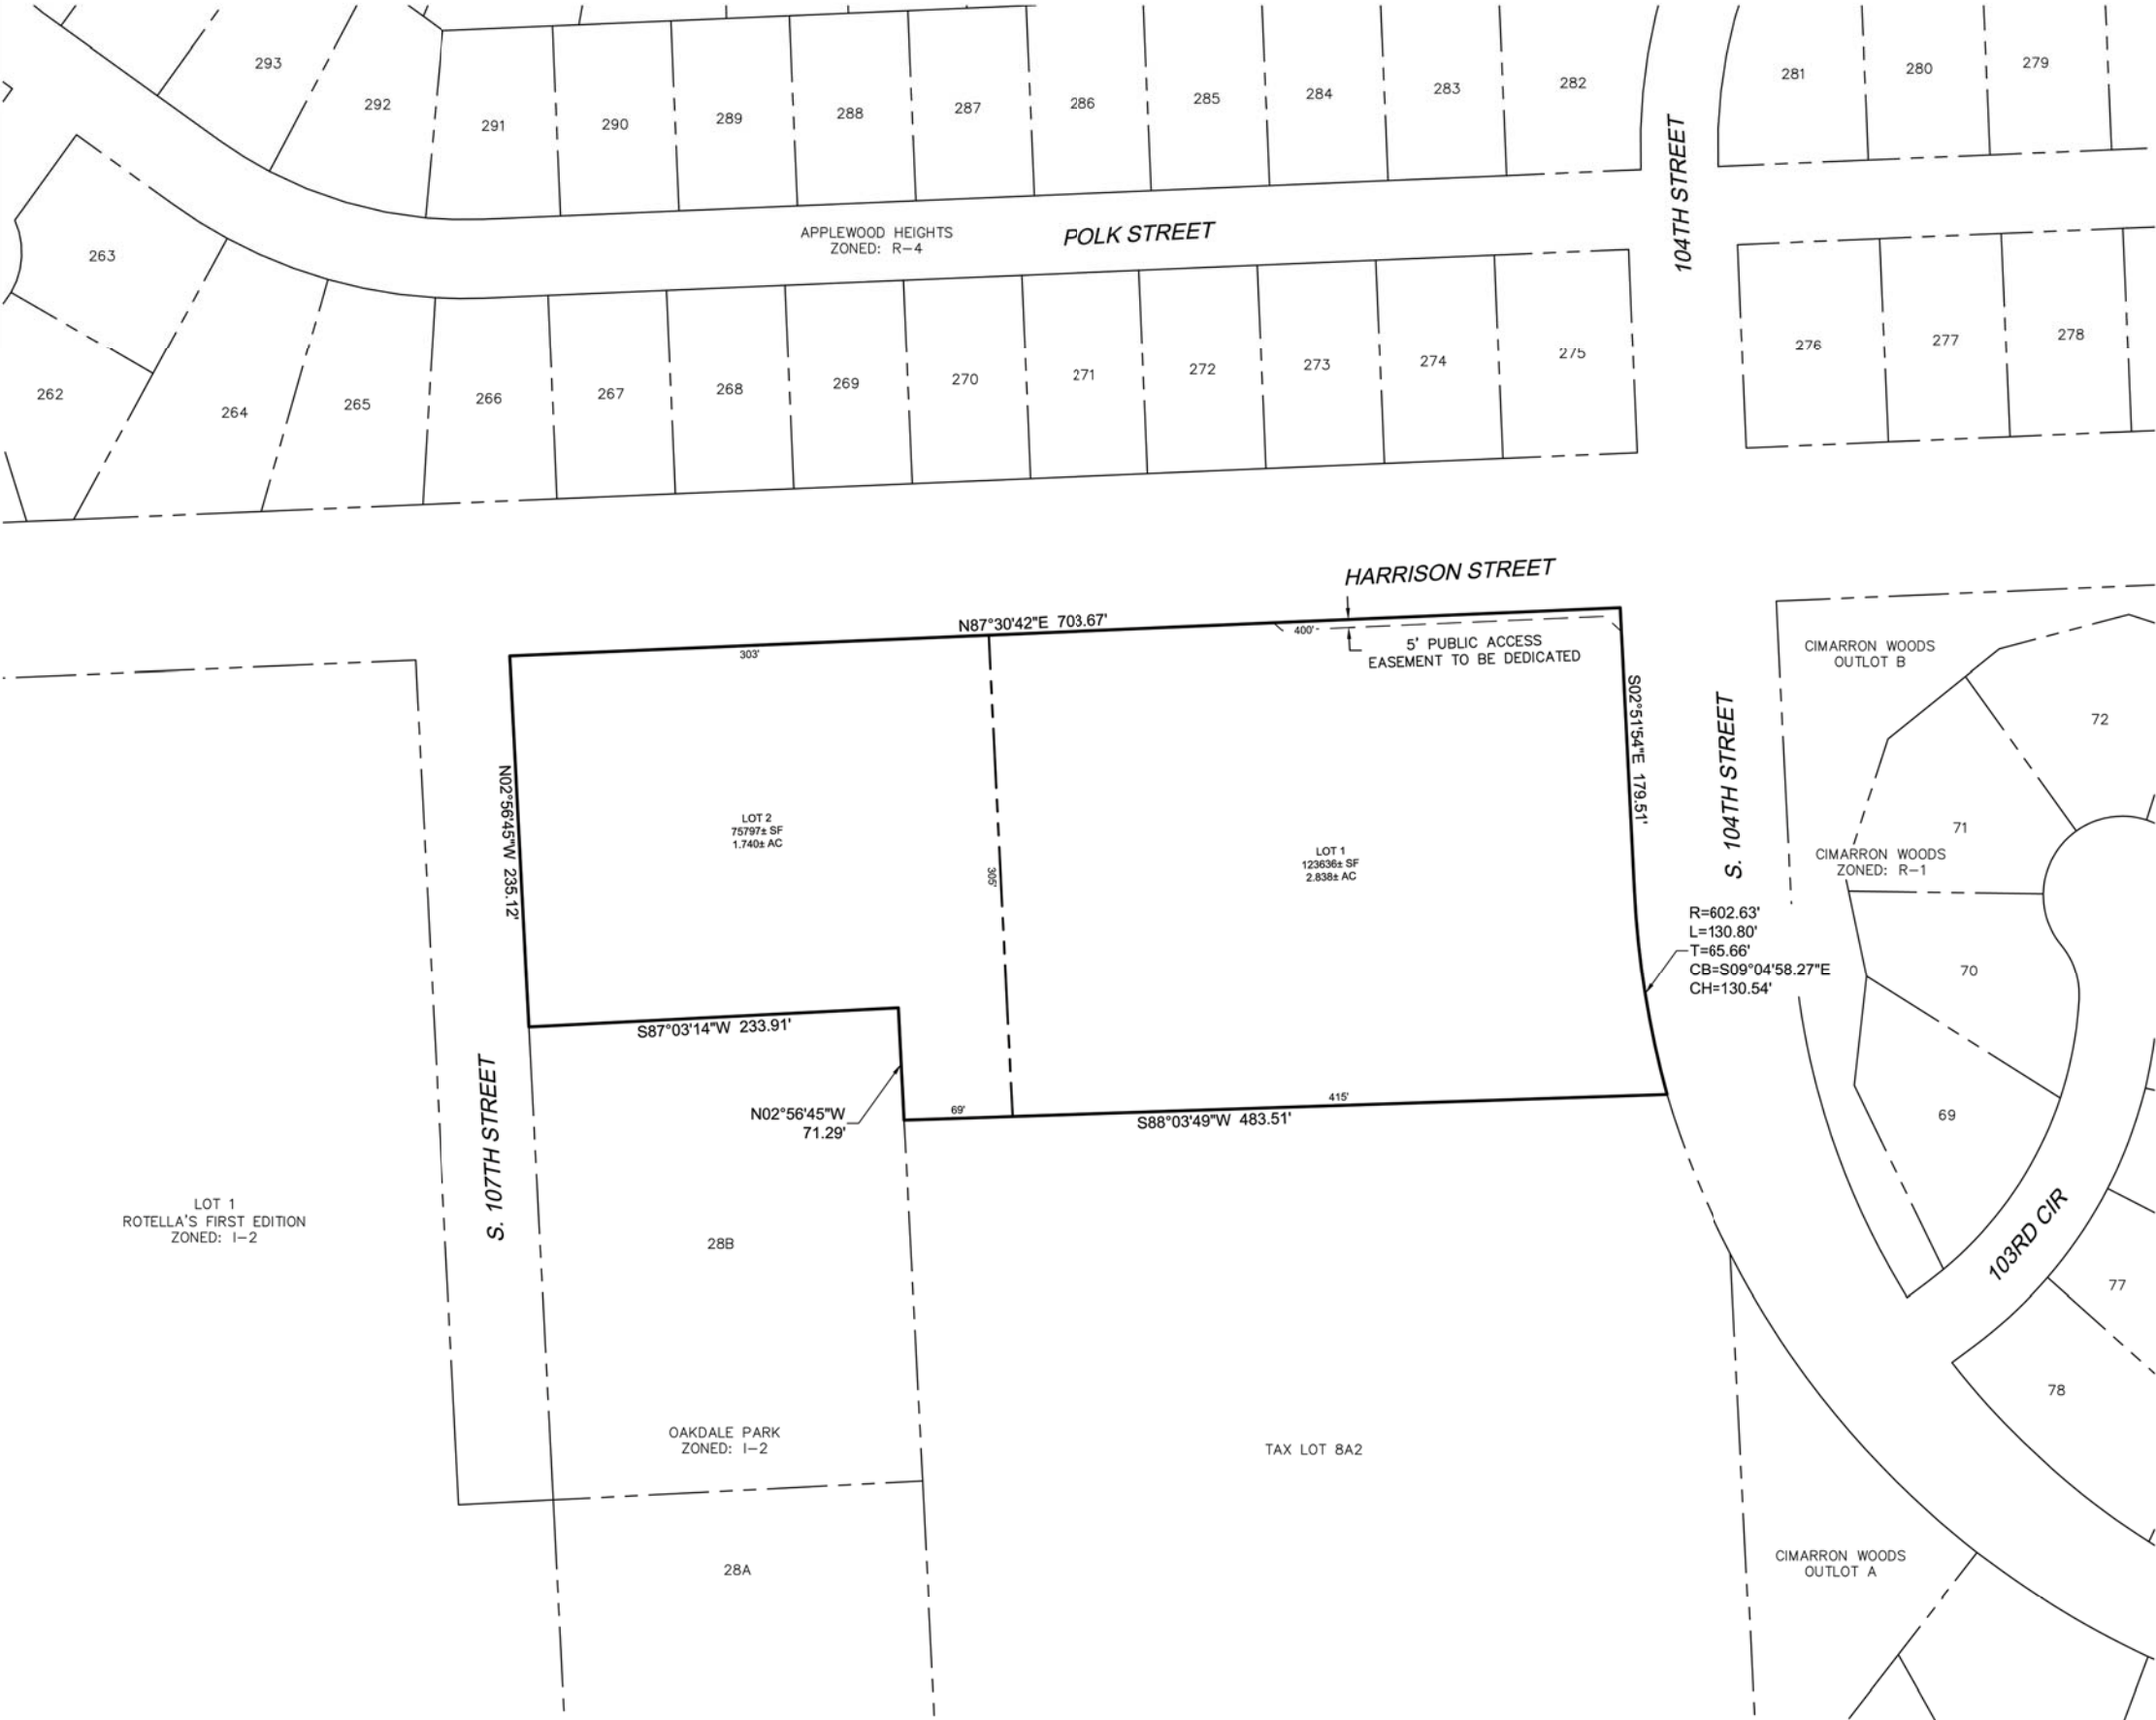 293
292
291
290
289
288
287
286
285
284
283
282
281
280
279
104TH STREET
APPLEWOOD HEIGHTS
ZONED: R-4
POLK STREET
263
262
264
265
266
267
268
269
270
271
272
273
274
275
276
277
278
HARRISON STREET
N87°30'42"E 703.67'
303'
400'
5' PUBLIC ACCESS
EASEMENT TO BE DEDICATED
CIMARRON WOODS
OUTLOT B
72
S02°51'54"E 179.51'
S. 104TH STREET
N02°56'45"W 235.12'
LOT 2
75797± SF
1.740± AC
305'
LOT 1
123636± SF
2.838± AC
71
CIMARRON WOODS
ZONED: R-1
R=602.63'
L=130.80'
T=65.66'
CB=S09°04'58.27"E
CH=130.54'
70
S87°03'14"W 233.91'
N02°56'45"W
71.29'
69'
415'
S88°03'49"W 483.51'
69
S. 107TH STREET
LOT 1
ROTELLA'S FIRST EDITION
ZONED: I-2
28B
103RD CIR
77
78
OAKDALE PARK
ZONED: I-2
TAX LOT 8A2
28A
CIMARRON WOODS
OUTLOT A